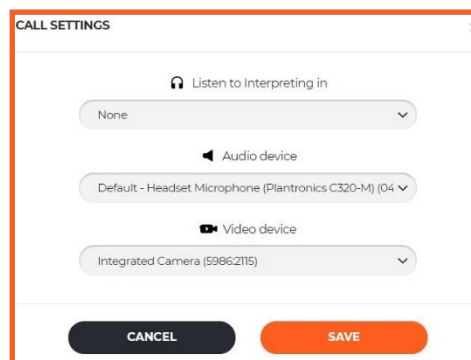 CALL SETTINGS
Listen to Interpreting in
None
Audio device
Default - Headset Microphone (Plantronics C320-M) (04
Video device
Integrated Camera (5986:2115)
CANCEL SAVE